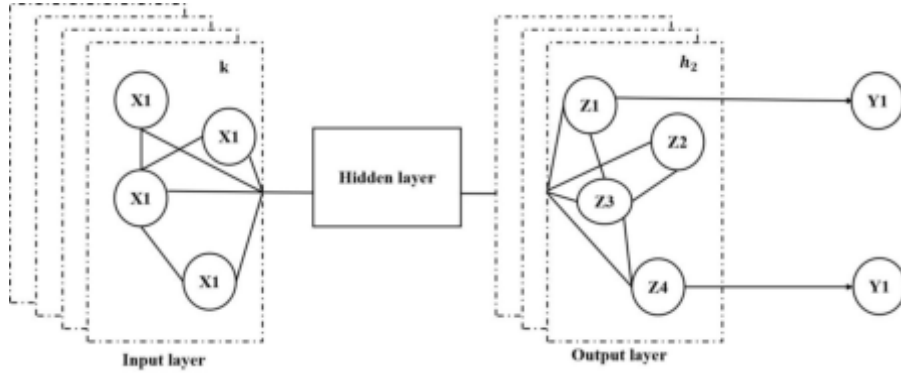 k
X1
X1
X1
X1
Input layer
Hidden layer
h₂
Z1
Z2
Z3
Z4
Output layer
Y1
Y1